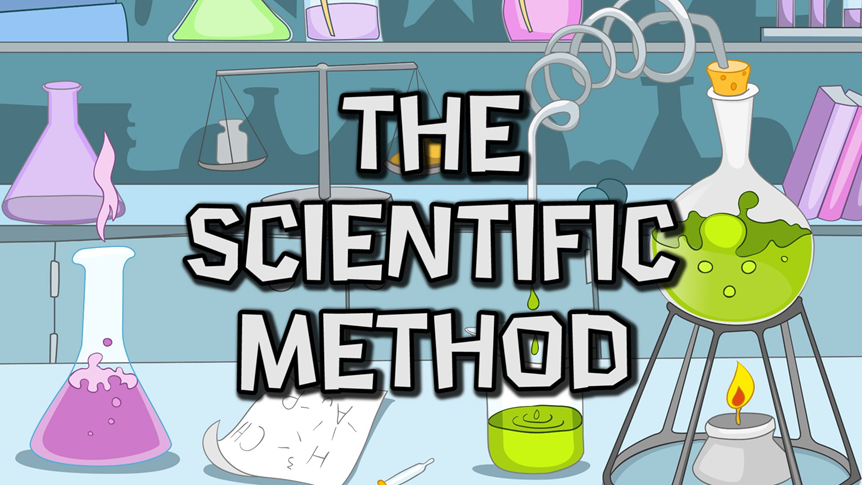 THE
SCIENTIFIC
METHOD